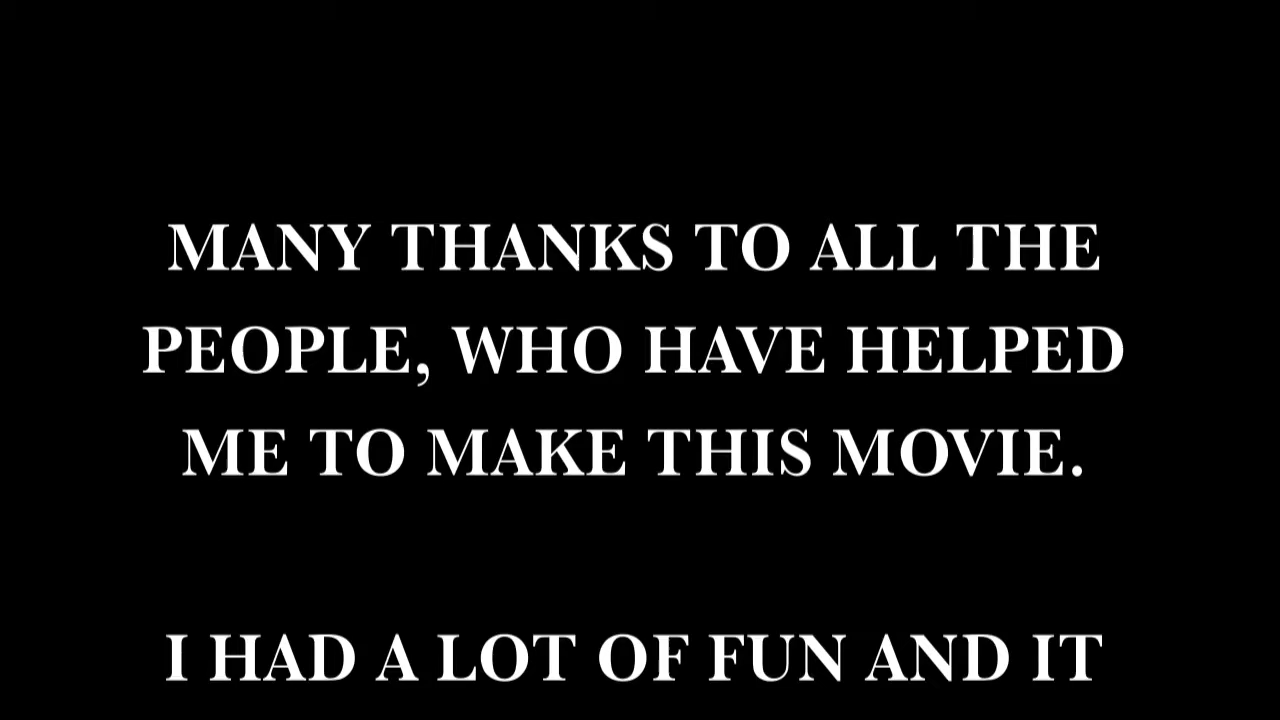 MANY THANKS TO ALL THE
PEOPLE, WHO HAVE HELPED
ME TO MAKE THIS MOVIE.
I HAD A LOT OF FUN AND IT